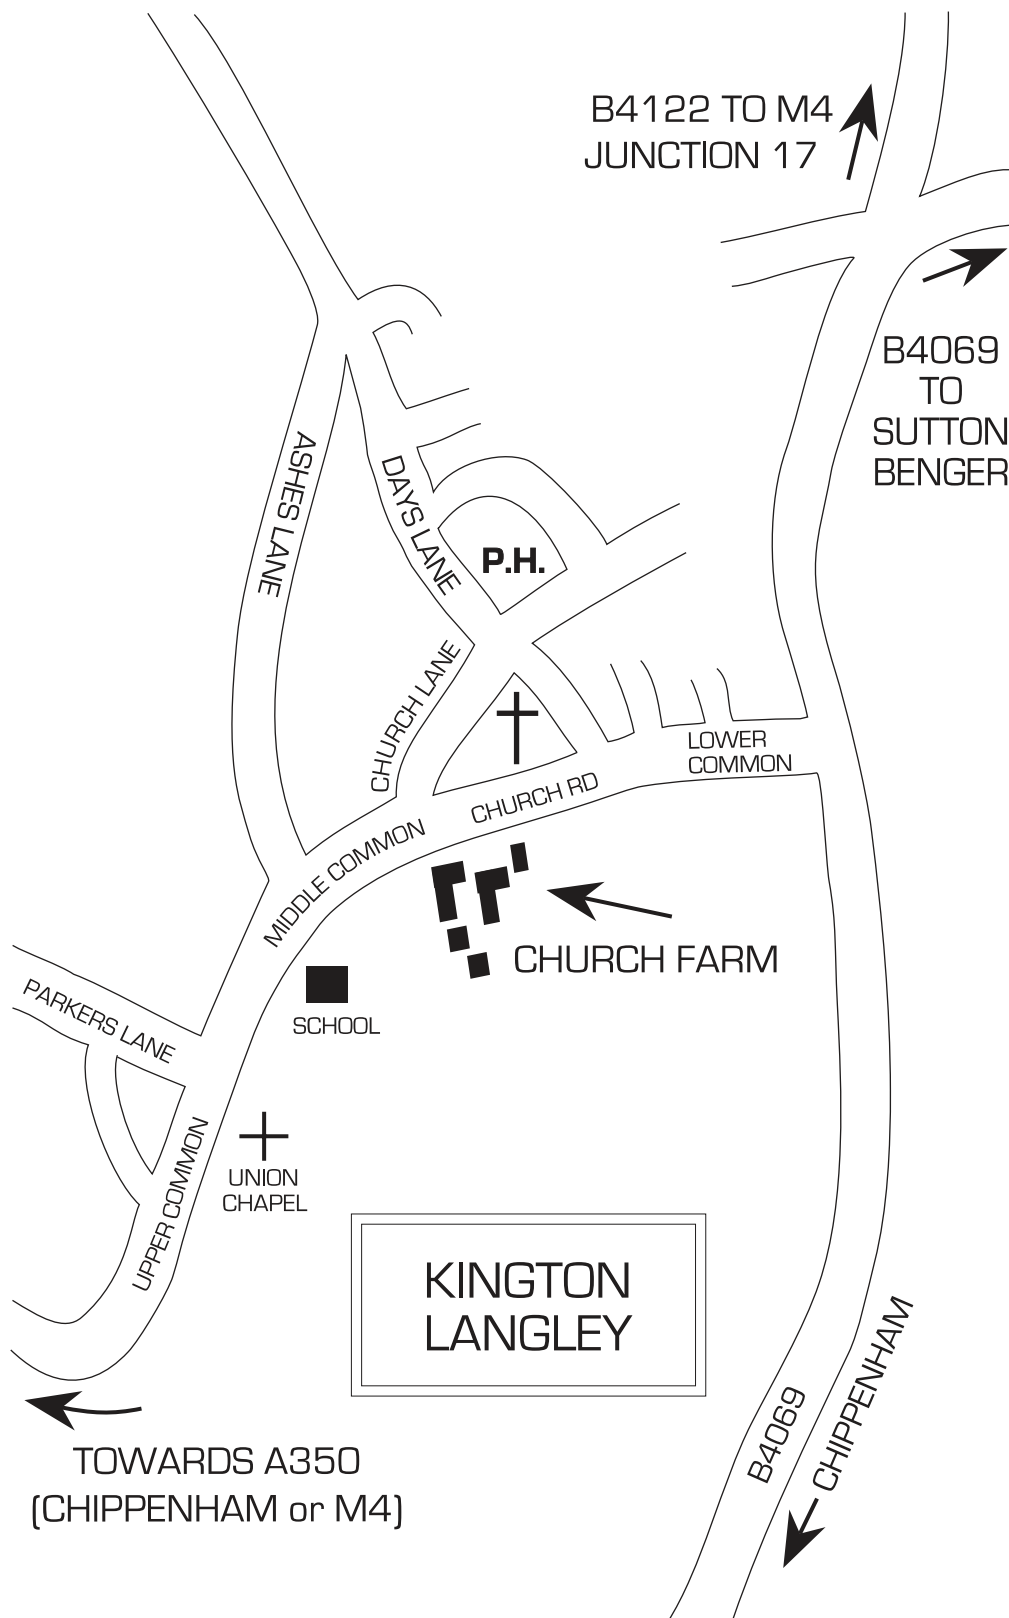 B4122 TO M4
JUNCTION 17
B4069
TO
SUTTON
BENGER
ASHES LANE
DAYS LANE
P.H.
CHURCH LANE
LOWER
COMMON
CHURCH RD
MIDDLE COMMON
CHURCH FARM
PARKERS LANE
SCHOOL
UPPER COMMON
UNION
CHAPEL
KINGTON
LANGLEY
CHIPPENHAM
B4069
TOWARDS A350
(CHIPPENHAM or M4)